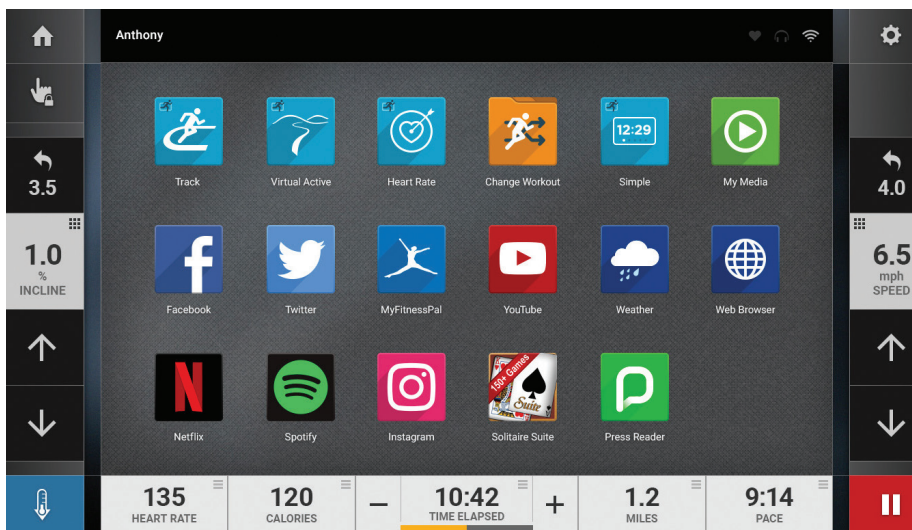 Anthony
3.5
1.0
%
INCLINE
12:29
Track
Virtual Active
Heart Rate
Change Workout
Simple
My Media
Facebook
Twitter
MyFitnessPal
YouTube
Weather
Web Browser
150+ Games
Suite
Netflix
Spotify
Instagram
Solitaire Suite
Press Reader
4.0
6.5
mph
SPEED
135
HEART RATE
120
CALORIES
10:42
TIME ELAPSED
1.2
MILES
9:14
PACE